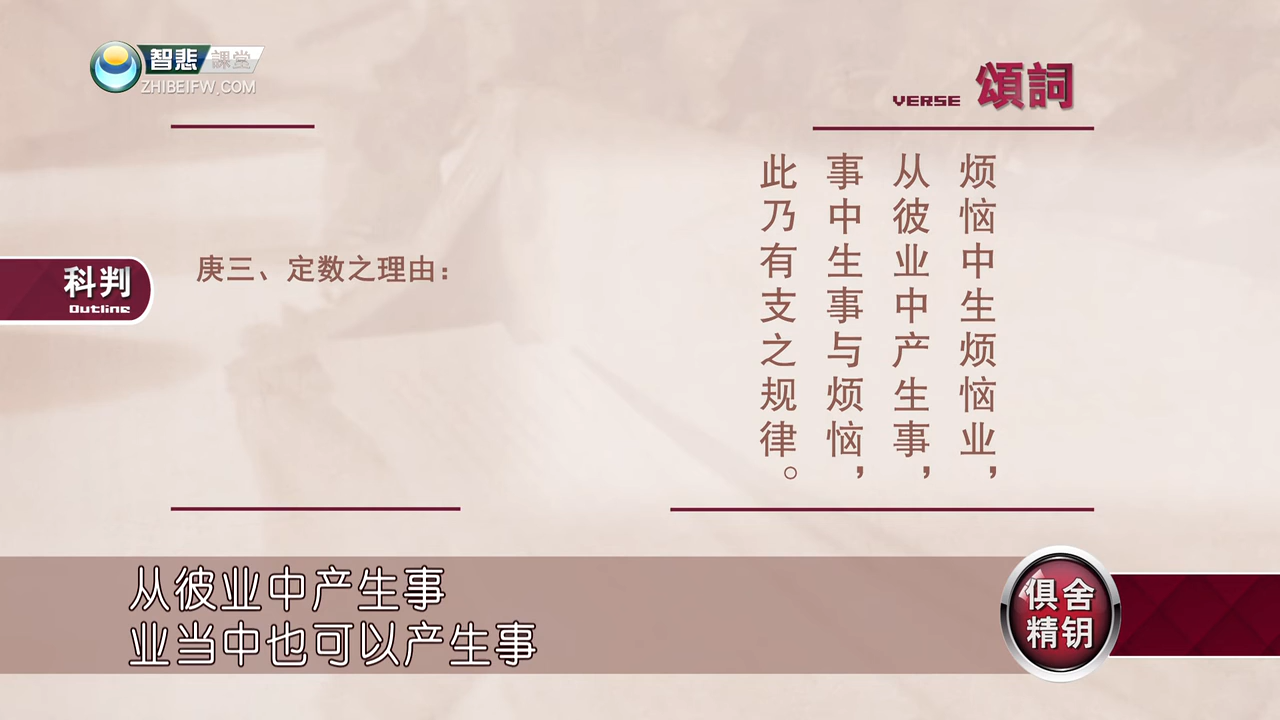 智悲課堂
ZHIBEIFW.COM
VERSE 頌詞
烦恼中生烦恼业，
从彼业中产生事，
事中生事与烦恼，
此乃有支之规律。
科判
Outline
庚三、定数之理由：
从彼业中产生事
业当中也可以产生事
俱舍
精钥